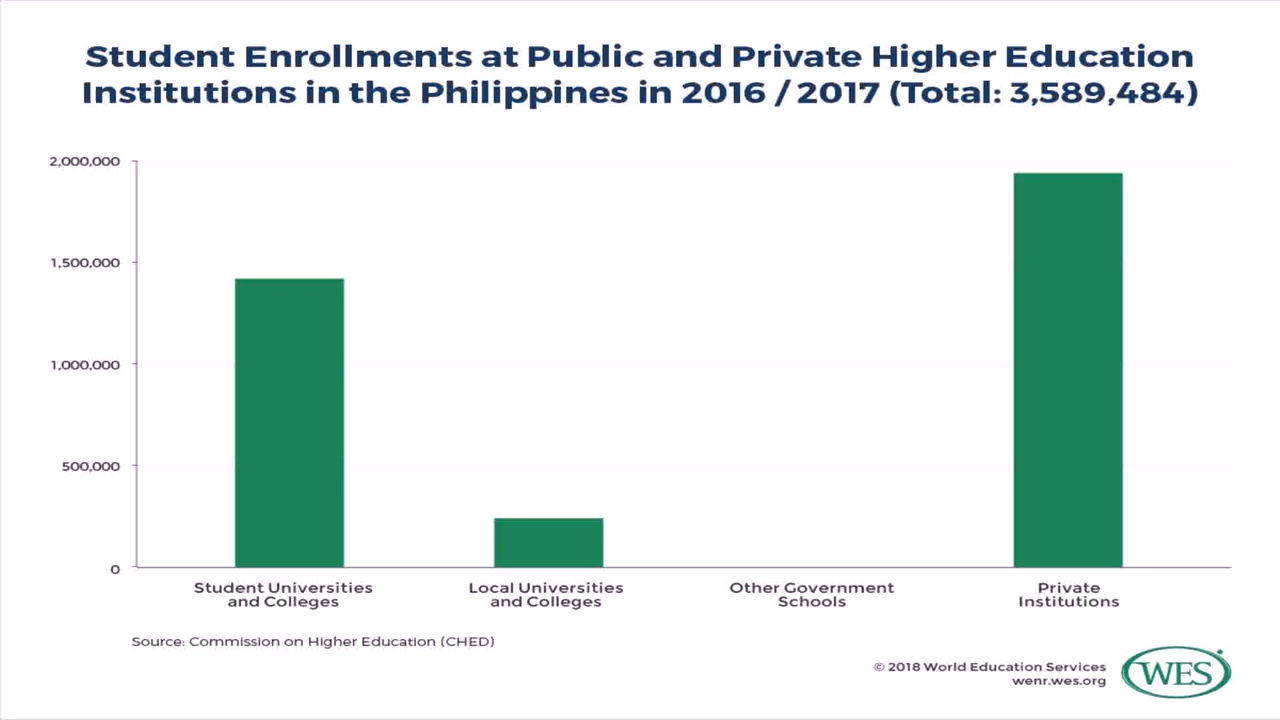 Student Enrollments at Public and Private Higher Education
Institutions in the Philippines in 2016 / 2017 (Total: 3,589,484)
2,000,000
1,500,000
1,000,000
500,000
0
Student Universities
and Colleges
Local Universities
and Colleges
Other Government
Schools
Private
Institutions
Source: Commission on Higher Education (CHED)
© 2018 World Education Services
wenr.wes.org
WES